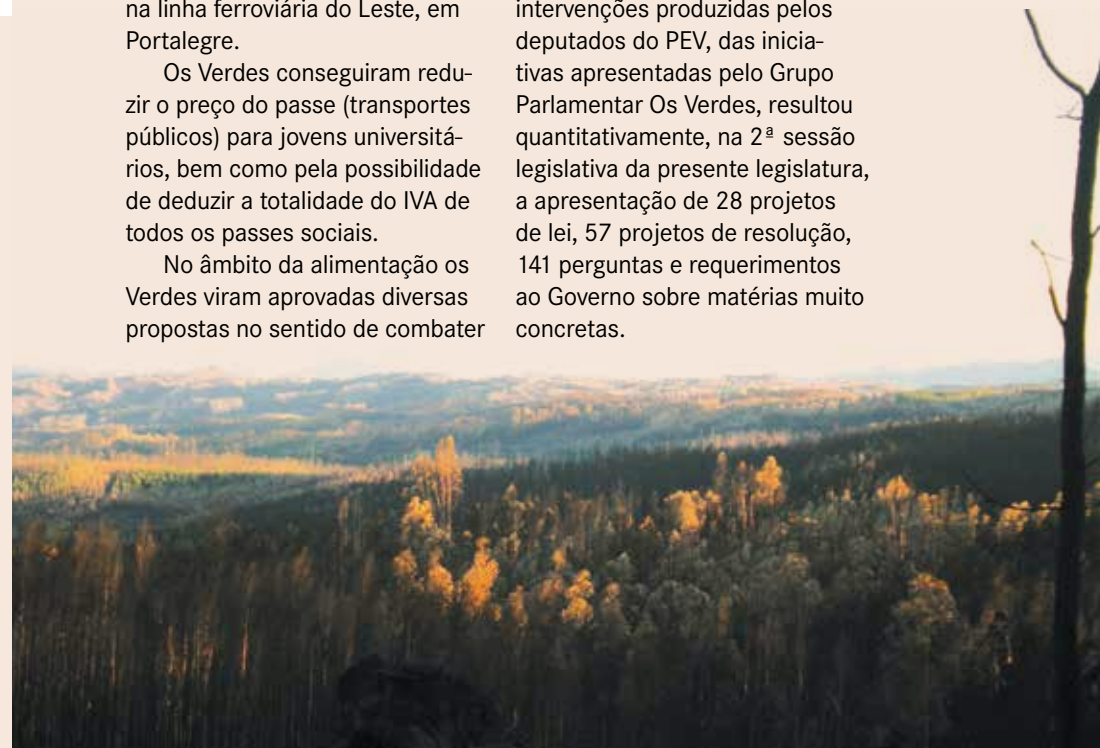 na linha ferroviária do Leste, em
Portalegre.
Os Verdes conseguiram redu-
zir o preço do passe (transportes
públicos) para jovens universitá-
rios, bem como pela possibilidade
de deduzir a totalidade do IVA de
todos os passes sociais.
No âmbito da alimentação os
Verdes viram aprovadas diversas
propostas no sentido de combater
intervenções produzidas pelos
deputados do PEV, das inicia-
tivas apresentadas pelo Grupo
Parlamentar Os Verdes, resultou
quantitativamente, na 2ª sessão
legislativa da presente legislatura,
a apresentação de 28 projetos
de lei, 57 projetos de resolução,
141 perguntas e requerimentos
ao Governo sobre matérias muito
concretas.